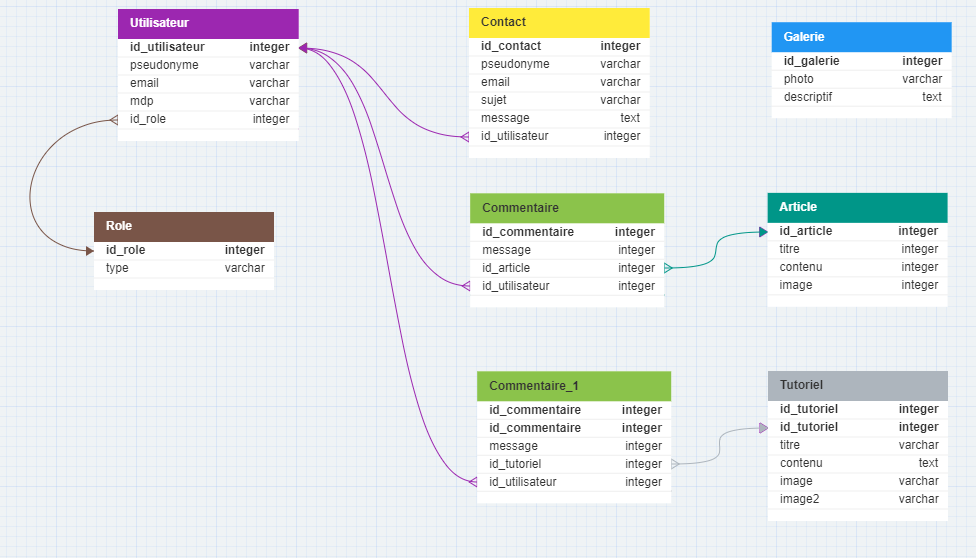 Utilisateur
id_utilisateur integer
pseudonyme varchar
email varchar
mdp varchar
id_role integer
Contact
id_contact integer
pseudonyme varchar
email varchar
sujet varchar
message text
id_utilisateur integer
Galerie
id_galerie integer
photo varchar
descriptif text
Role
id_role integer
type varchar
Commentaire
id_commentaire integer
message integer
id_article integer
id_utilisateur integer
Article
id_article integer
titre integer
contenu integer
image integer
Commentaire_1
id_commentaire integer
id_commentaire integer
message integer
id_tutoriel integer
id_utilisateur integer
Tutoriel
id_tutoriel integer
id_tutoriel integer
titre varchar
contenu text
image varchar
image2 varchar